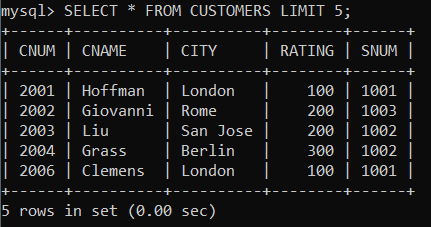 mysql> SELECT * FROM CUSTOMERS LIMIT 5;
+------+----------+----------+--------+------+
| CNUM | CNAME    | CITY     | RATING | SNUM |
+------+----------+----------+--------+------+
| 2001 | Hoffman  | London   |    100 | 1001 |
| 2002 | Giovanni | Rome     |    200 | 1003 |
| 2003 | Liu      | San Jose |    200 | 1002 |
| 2004 | Grass    | Berlin   |    300 | 1002 |
| 2006 | Clemens  | London   |    100 | 1001 |
+------+----------+----------+--------+------+
5 rows in set (0.00 sec)